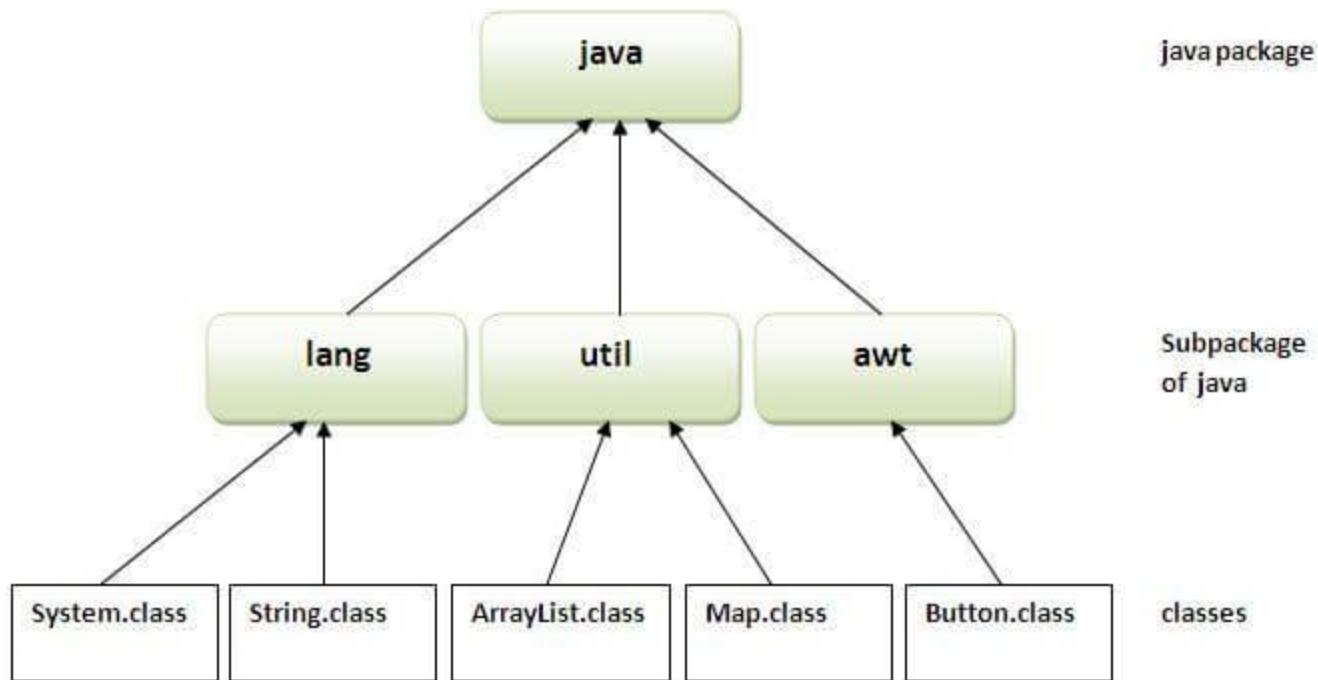 java
java package
lang
util
awt
Subpackage
of java
System.class
String.class
ArrayList.class
Map.class
Button.class
classes